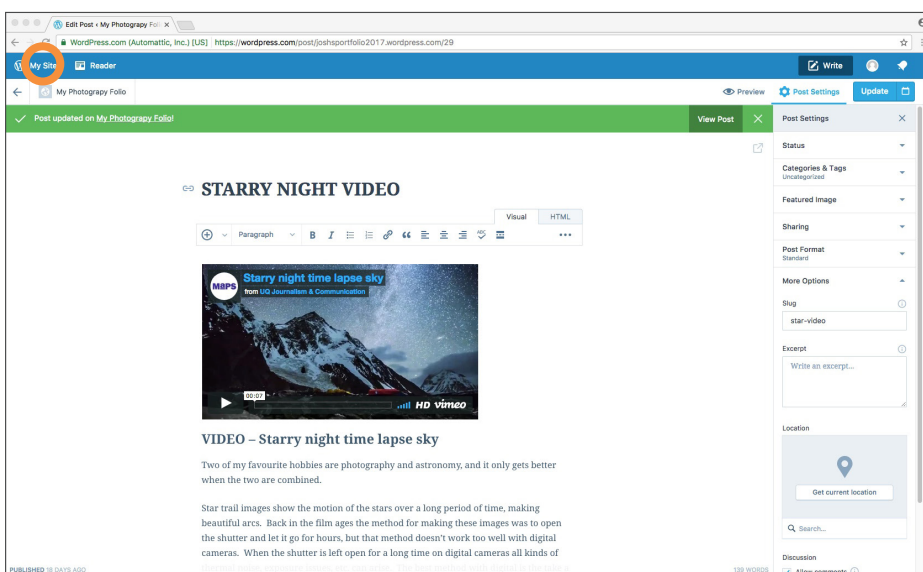 Edit Post ‹ My Photograpy Foli
WordPress.com (Automattic, Inc.) [US] https://wordpress.com/post/joshsportfolio2017.wordpress.com/29
My Site Reader Write
My Photograpy Folio Preview Post Settings Update
Post updated on My Photograpy Folio! View Post
Post Settings
Status
Categories & Tags
Uncategorized
Featured Image
Sharing
Post Format
Standard
More Options
Slug
star-video
Excerpt
Write an excerpt...
Location
Get current location
Search...
Discussion
Allow comments
STARRY NIGHT VIDEO
Visual HTML
Paragraph B I ABC
MAPS
Starry night time lapse sky
from UQ Journalism & Communication
00:07
HD vimeo
VIDEO – Starry night time lapse sky
Two of my favourite hobbies are photography and astronomy, and it only gets better
when the two are combined.
Star trail images show the motion of the stars over a long period of time, making
beautiful arcs. Back in the film ages the method for making these images was to open
the shutter and let it go for hours, but that method doesn't work too well with digital
cameras. When the shutter is left open for a long time on digital cameras all kinds of
PUBLISHED 18 DAYS AGO
139 WORDS